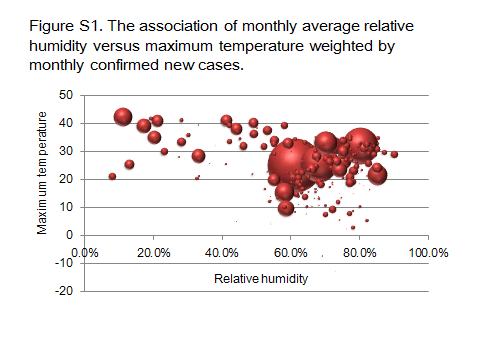 Figure S1. The association of monthly average relative
humidity versus maximum temperature weighted by
monthly confirmed new cases.
50
40
30
20
10
0
-10
-20
Maximum temperature
0.0%
20.0%
40.0%
60.0%
80.0%
100.0%
Relative humidity